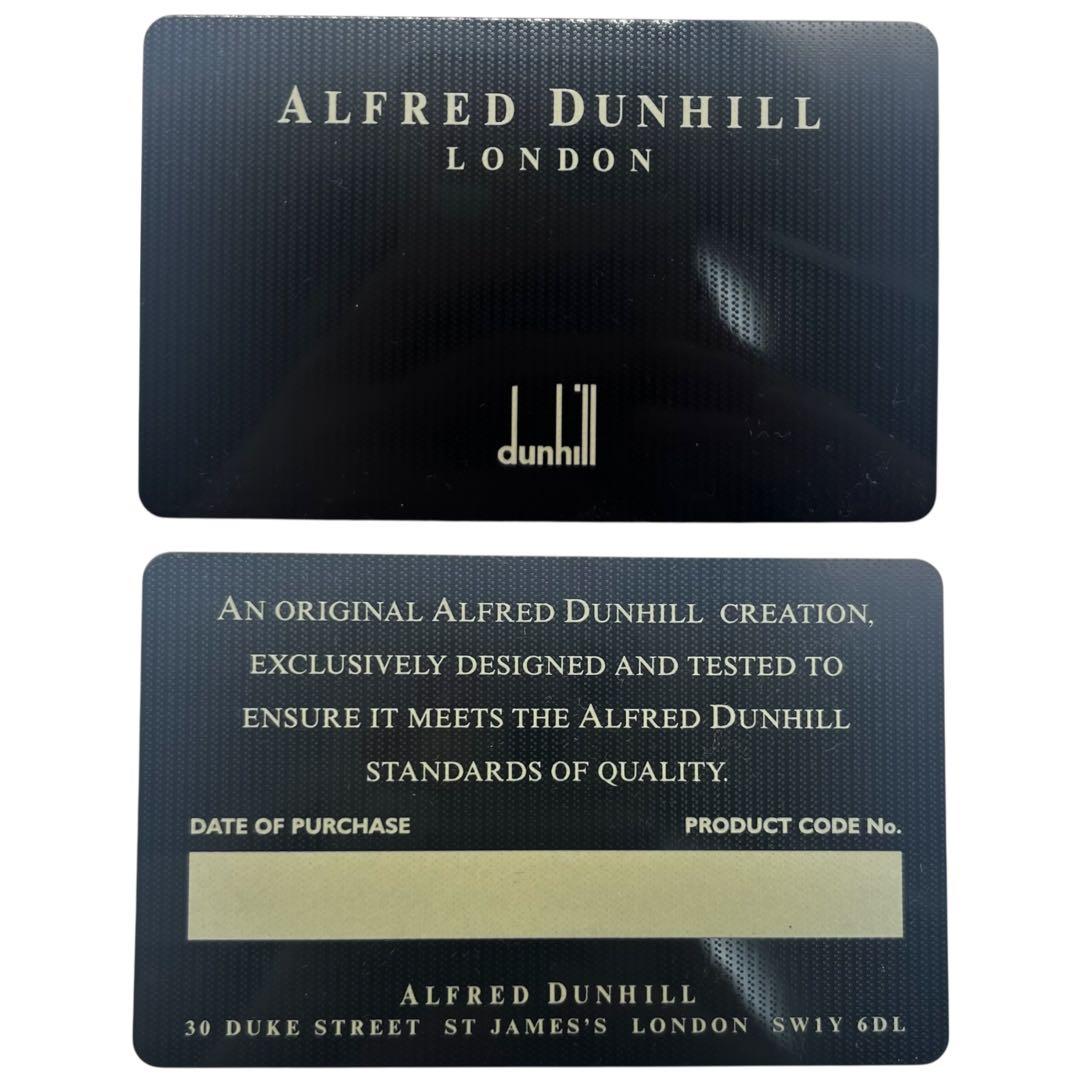 ALFRED DUNHILL
LONDON
dunhill
AN ORIGINAL ALFRED DUNHILL CREATION,
EXCLUSIVELY DESIGNED AND TESTED TO
ENSURE IT MEETS THE ALFRED DUNHILL
STANDARDS OF QUALITY.
DATE OF PURCHASE PRODUCT CODE No.
ALFRED DUNHILL
30 DUKE STREET ST JAMES'S LONDON SW1Y 6DL